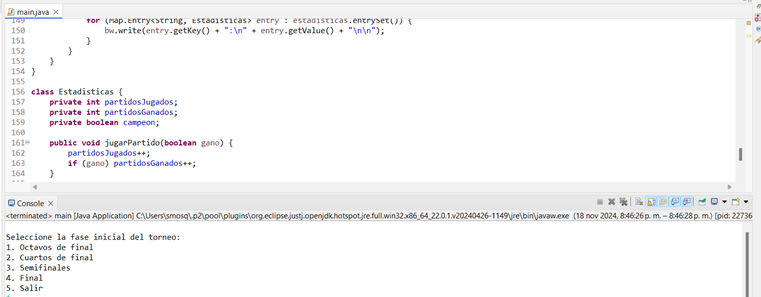 main.java
149 for (Map.Entry<String, Estadisticas> entry : estadisticas.entrySet()) {
150 bw.write(entry.getKey() + ":\n" + entry.getValue() + "\n\n");
151 }
152 }
153 }
154 }
155
156 class Estadisticas {
157 private int partidosJugados;
158 private int partidosGanados;
159 private boolean campeon;
160
161 public void jugarPartido(boolean gano) {
162 partidosJugados++;
163 if (gano) partidosGanados++;
164 }
Console
<terminated> main [Java Application] C:\Users\smosq\.p2\pool\plugins\org.eclipse.justj.openjdk.hotspot.jre.full.win32.x86_64_22.0.1.v20240426-1149\jre\bin\javaw.exe (18 nov 2024, 8:46:26 p. m. – 8:46:28 p. m.) [pid: 22736
Seleccione la fase inicial del torneo:
1. Octavos de final
2. Cuartos de final
3. Semifinales
4. Final
5. Salir